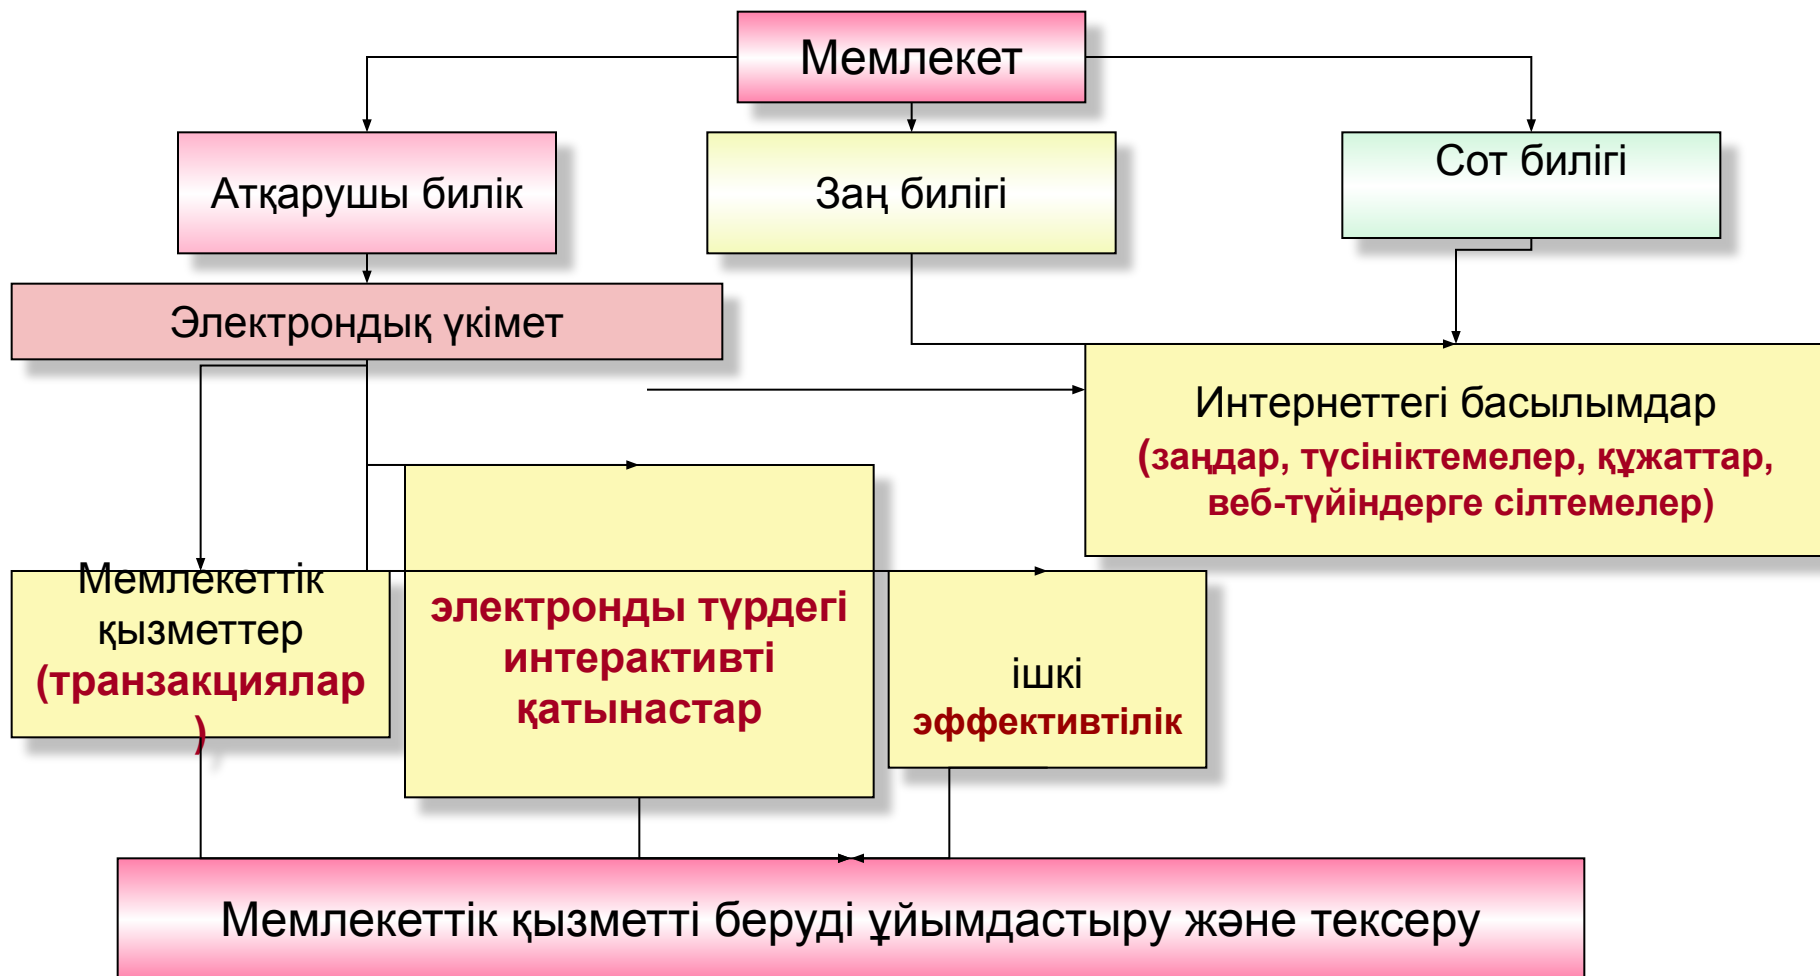 Мемлекет
Атқарушы билік
Заң билігі
Сот билігі
Электрондық үкімет
Интернеттегі басылымдар
(заңдар, түсініктемелер, құжаттар,
веб-түйіндерге сілтемелер)
Мемлекеттік
қызметтер
(транзакциялар
)
электронды түрдегі
интерактивті
қатынастар
ішкі
эффективтілік
Мемлекеттік қызметті беруді ұйымдастыру және тексеру